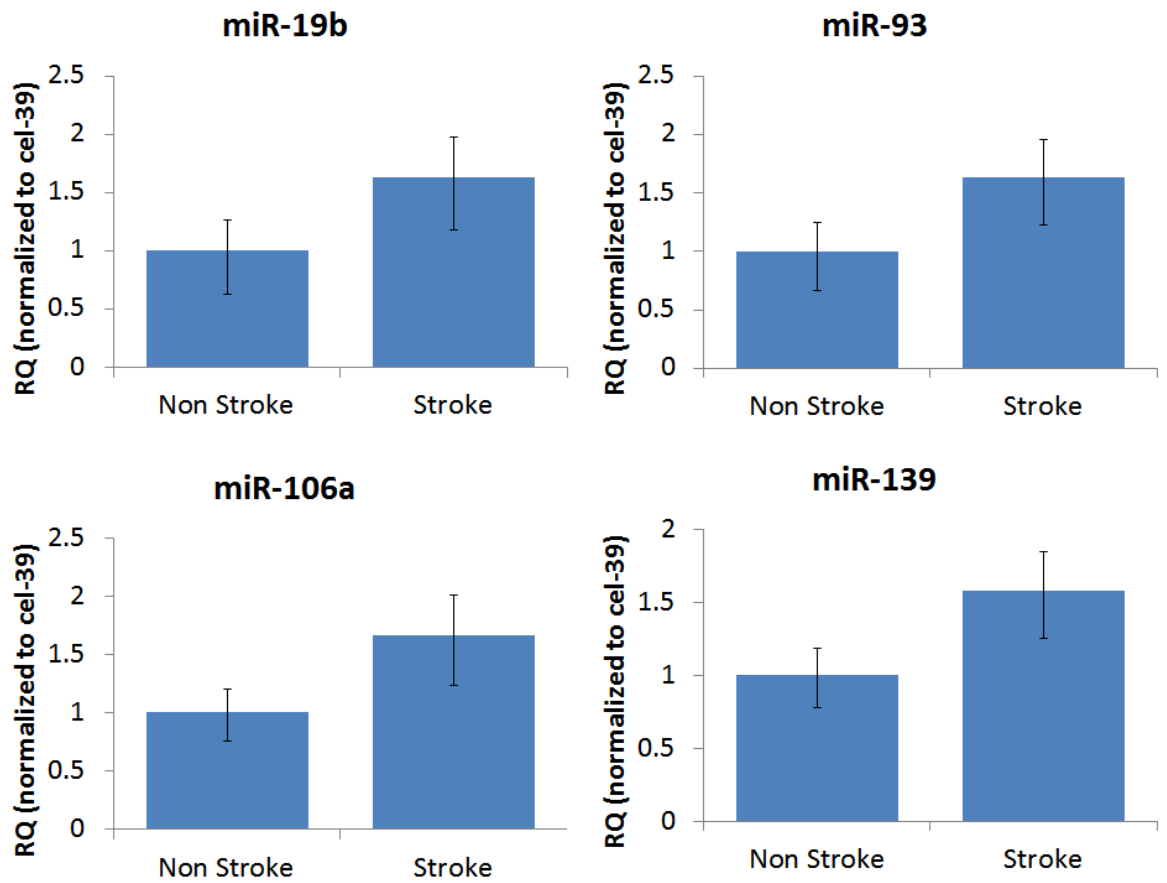 miR-19b
RQ (normalized to cel-39)
2.5
2
1.5
1
0.5
0
Non Stroke
Stroke
miR-93
RQ (normalized to cel-39)
2.5
2
1.5
1
0.5
0
Non Stroke
Stroke
miR-106a
RQ (normalized to cel-39)
2.5
2
1.5
1
0.5
0
Non Stroke
Stroke
miR-139
RQ (normalized to cel-39)
2
1.5
1
0.5
0
Non Stroke
Stroke